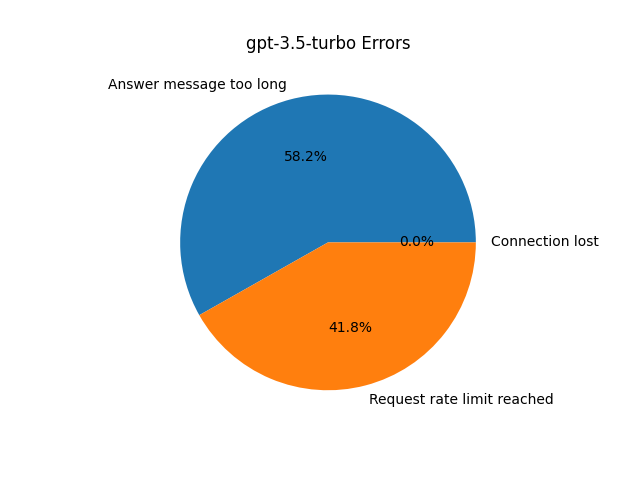 gpt-3.5-turbo Errors
Answer message too long
58.2%
0.0%
Connection lost
41.8%
Request rate limit reached